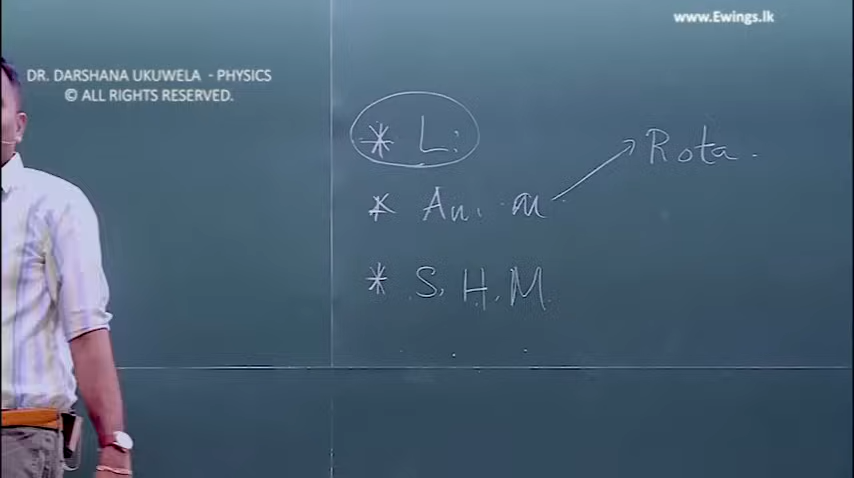 www.Ewings.lk
DR. DARSHANA UKUWELA - PHYSICS
© ALL RIGHTS RESERVED.
* L.
* An. m → Rota.
* S. H. M